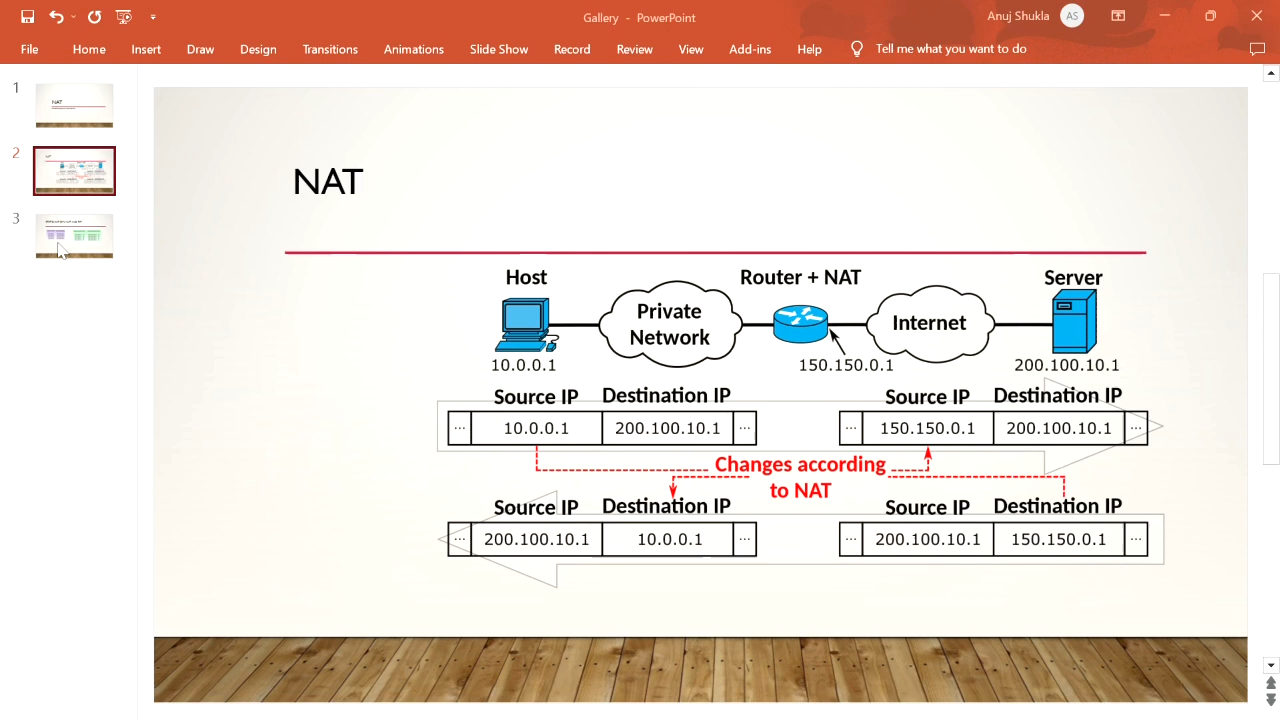 Gallery - PowerPoint
Anuj Shukla AS
File Home Insert Draw Design Transitions Animations Slide Show Record Review View Add-ins Help Tell me what you want to do
1
NAT
2
3
NAT
Host Router + NAT Server
Private
Network
Internet
10.0.0.1 150.150.0.1 200.100.10.1
Source IP Destination IP Source IP Destination IP
... 10.0.0.1 200.100.10.1 ... ... 150.150.0.1 200.100.10.1 ...
Changes according
to NAT
Source IP Destination IP Source IP Destination IP
... 200.100.10.1 10.0.0.1 ... ... 200.100.10.1 150.150.0.1 ...